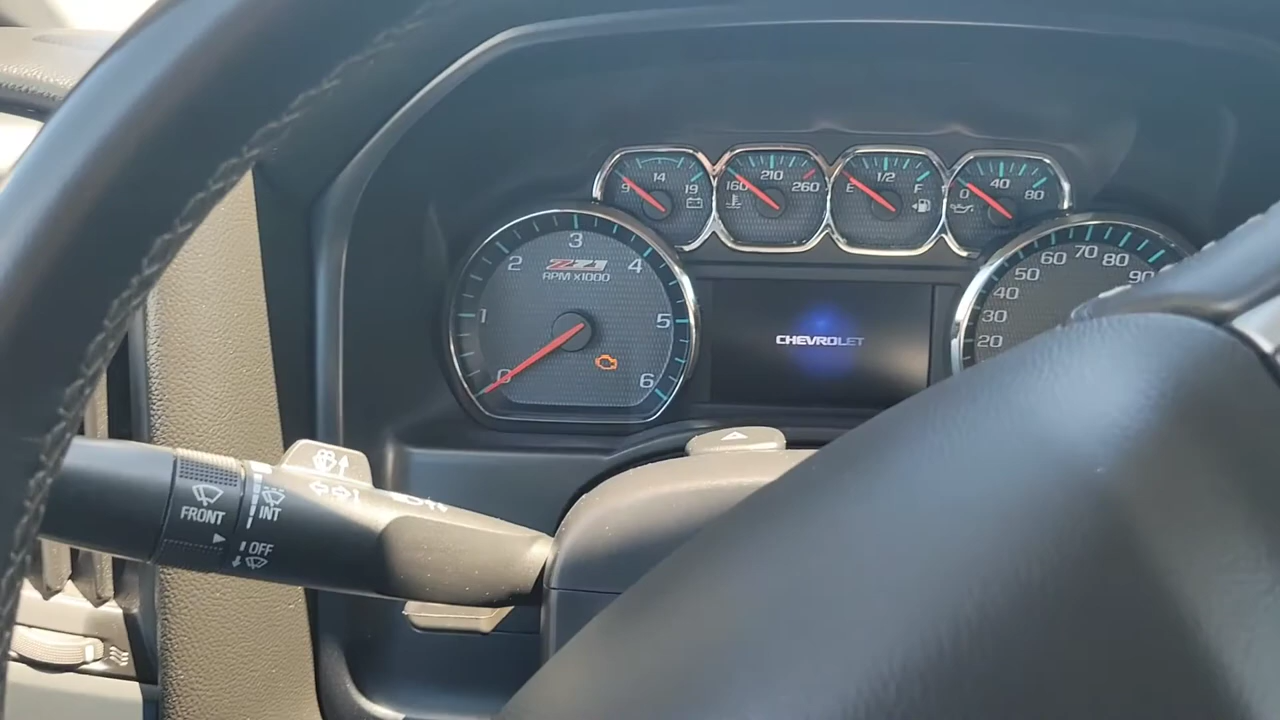 9 14 19
160 210 260
E 1/2 F
0 40 80
Z71
RPM x1000
0 1 2 3 4 5 6
CHEVROLET
20 30 40 50 60 70 80 90
FRONT
INT
OFF